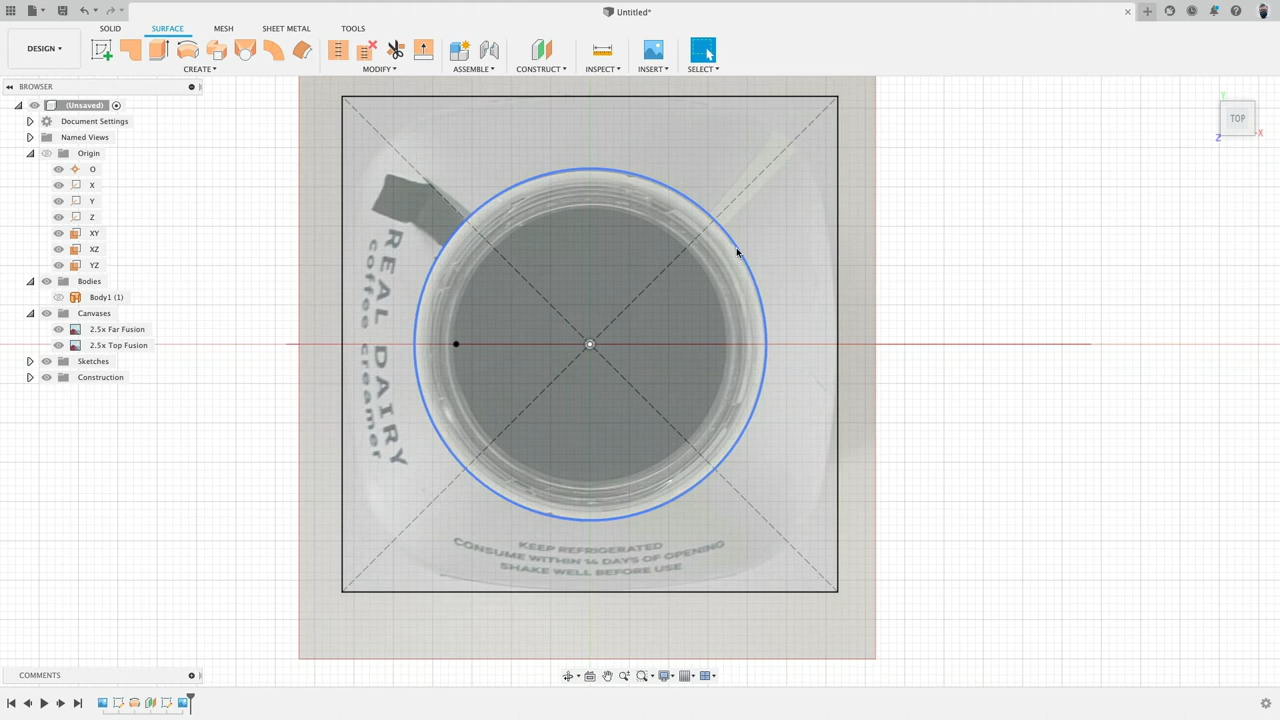 Untitled*
DESIGN
SOLID
SURFACE
MESH
SHEET METAL
TOOLS
CREATE
MODIFY
ASSEMBLE
CONSTRUCT
INSPECT
INSERT
SELECT
BROWSER
(Unsaved)
Document Settings
Named Views
Origin
O
X
Y
Z
XY
XZ
YZ
Bodies
Body1 (1)
Canvases
2.5x Far Fusion
2.5x Top Fusion
Sketches
Construction
Y
TOP
X
Z
REAL DAIRY
coffee creamer
KEEP REFRIGERATED
CONSUME WITHIN 14 DAYS OF OPENING
SHAKE WELL BEFORE USE
COMMENTS